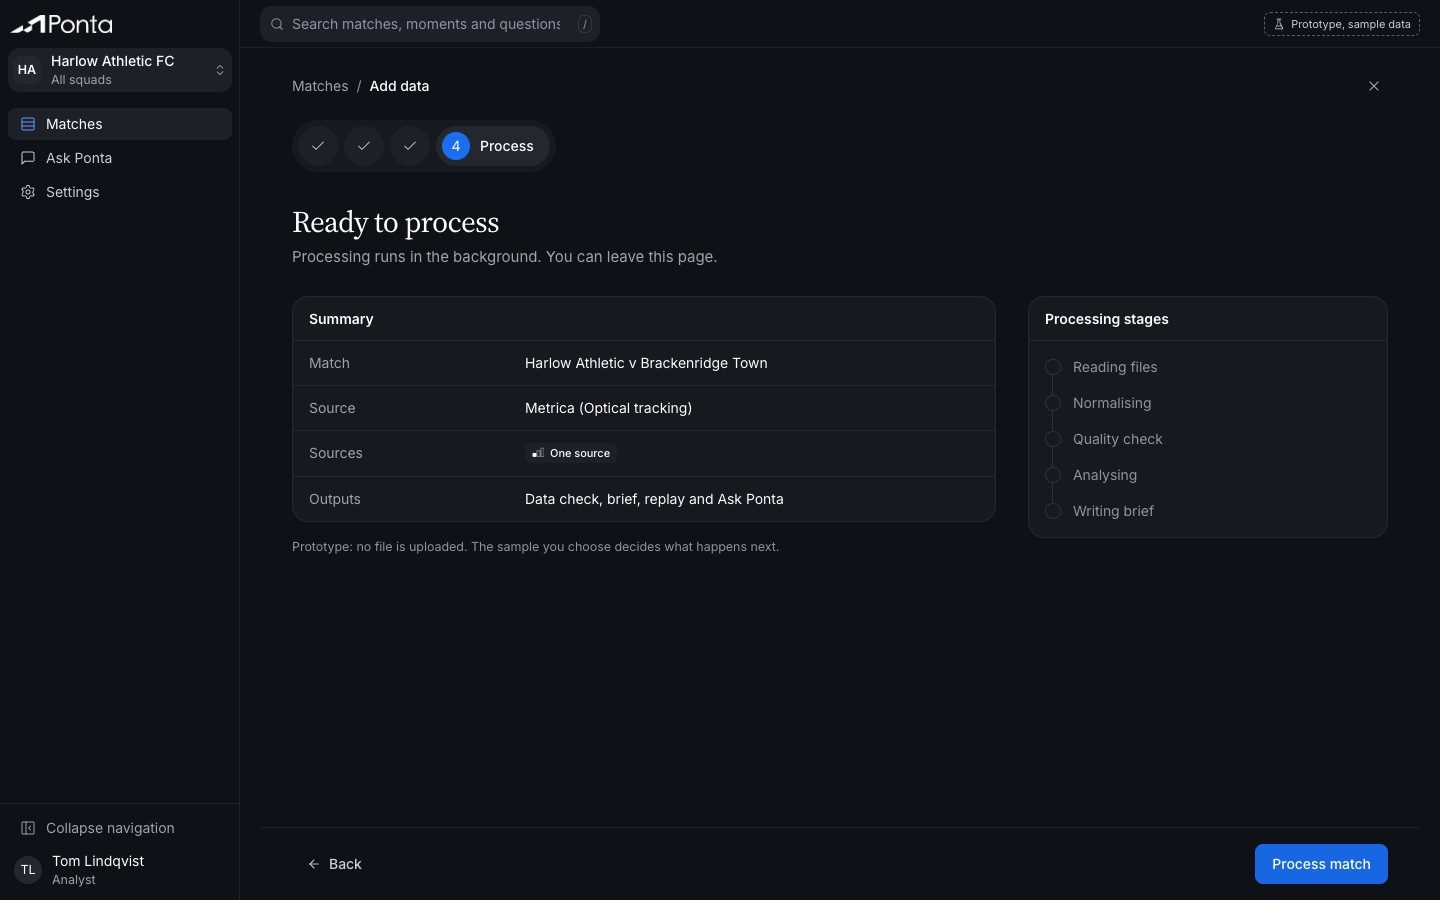 Ponta
HA
Harlow Athletic FC
All squads
Matches
Ask Ponta
Settings
Collapse navigation
TL
Tom Lindqvist
Analyst
Search matches, moments and questions
/
Prototype, sample data
Matches / Add data
4 Process
Ready to process
Processing runs in the background. You can leave this page.
Summary
Match Harlow Athletic v Brackenridge Town
Source Metrica (Optical tracking)
Sources One source
Outputs Data check, brief, replay and Ask Ponta
Prototype: no file is uploaded. The sample you choose decides what happens next.
Processing stages
Reading files
Normalising
Quality check
Analysing
Writing brief
Back
Process match